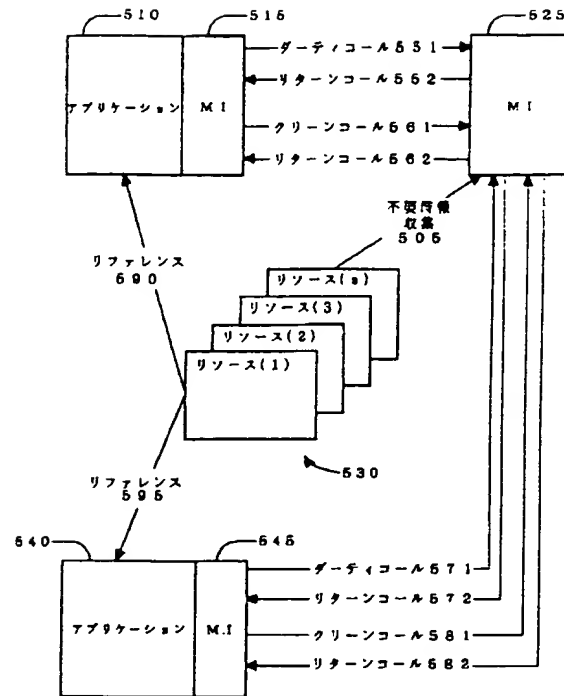 510
515
525
アプリケーション
MI
ダーティコール551
リターンコール552
クリーンコール561
リターンコール562
MI
不要情報
収集
505
リファレンス
590
リソース(n)
リソース(3)
リソース(2)
リソース(1)
530
リファレンス
595
540
545
アプリケーション
M.I
ダーティコール571
リターンコール572
クリーンコール581
リターンコール582